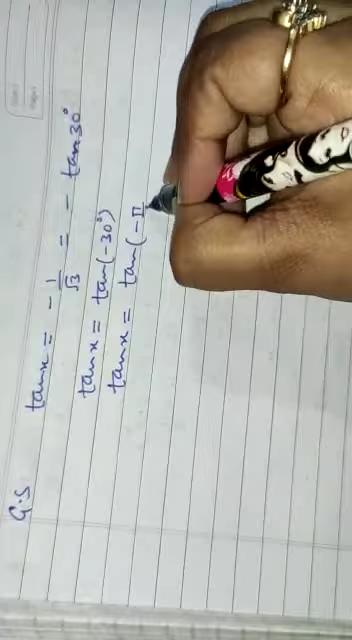 G.S tan x = - 1/√3 = - tan 30°
tan x = tan(-30°)
tan x = tan(-π